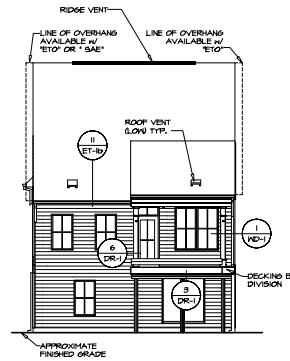 RIDGE VENT
LINE OF OVERHANG
AVAILABLE w/
"ETO" OR " SAE"
LINE OF OVERHANG
AVAILABLE w/
"ETO"
ROOF VENT
(LOW) TYP.
11
ET-1b
1
WD-1
6
DR-1
DECKING B
DIVISION
3
DR-1
APPROXIMATE
FINISHED GRADE